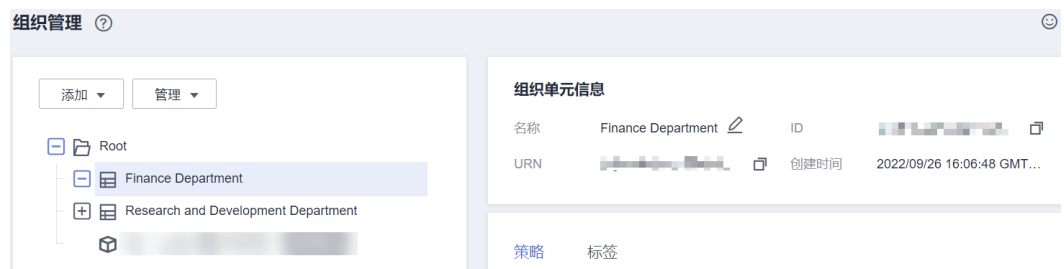 组织管理
添加 管理
Root
Finance Department
Research and Development Department
组织单元信息
名称 Finance Department ID
URN 创建时间 2022/09/26 16:06:48 GMT...
策略 标签